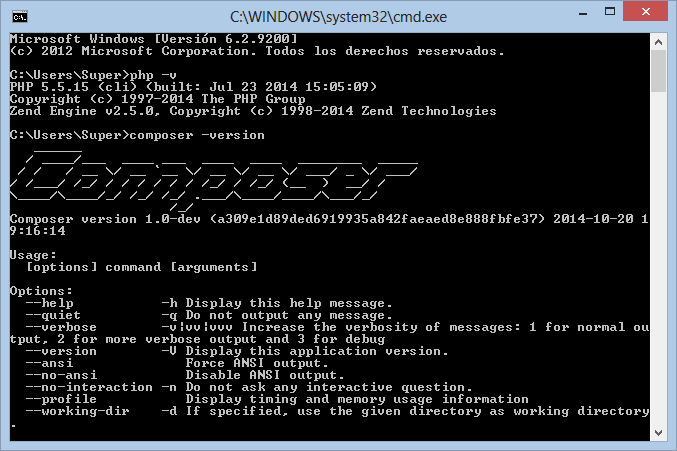 C:\WINDOWS\system32\cmd.exe
Microsoft Windows [Versión 6.2.9200]
(c) 2012 Microsoft Corporation. Todos los derechos reservados.
C:\Users\Super>php -v
PHP 5.5.15 (cli) (built: Jul 23 2014 15:05:09)
Copyright (c) 1997-2014 The PHP Group
Zend Engine v2.5.0, Copyright (c) 1998-2014 Zend Technologies
C:\Users\Super>composer -version
Composer
Composer version 1.0-dev (a309e1d89ded6919935a842faeaed8e888fbfe37) 2014-10-20 1
9:16:14
Usage:
[options] command [arguments]
Options:
--help -h Display this help message.
--quiet -q Do not output any message.
--verbose -v|vv|vvv Increase the verbosity of messages: 1 for normal ou
tput, 2 for more verbose output and 3 for debug
--version -V Display this application version.
--ansi Force ANSI output.
--no-ansi Disable ANSI output.
--no-interaction -n Do not ask any interactive question.
--profile Display timing and memory usage information
--working-dir -d If specified, use the given directory as working directory
.